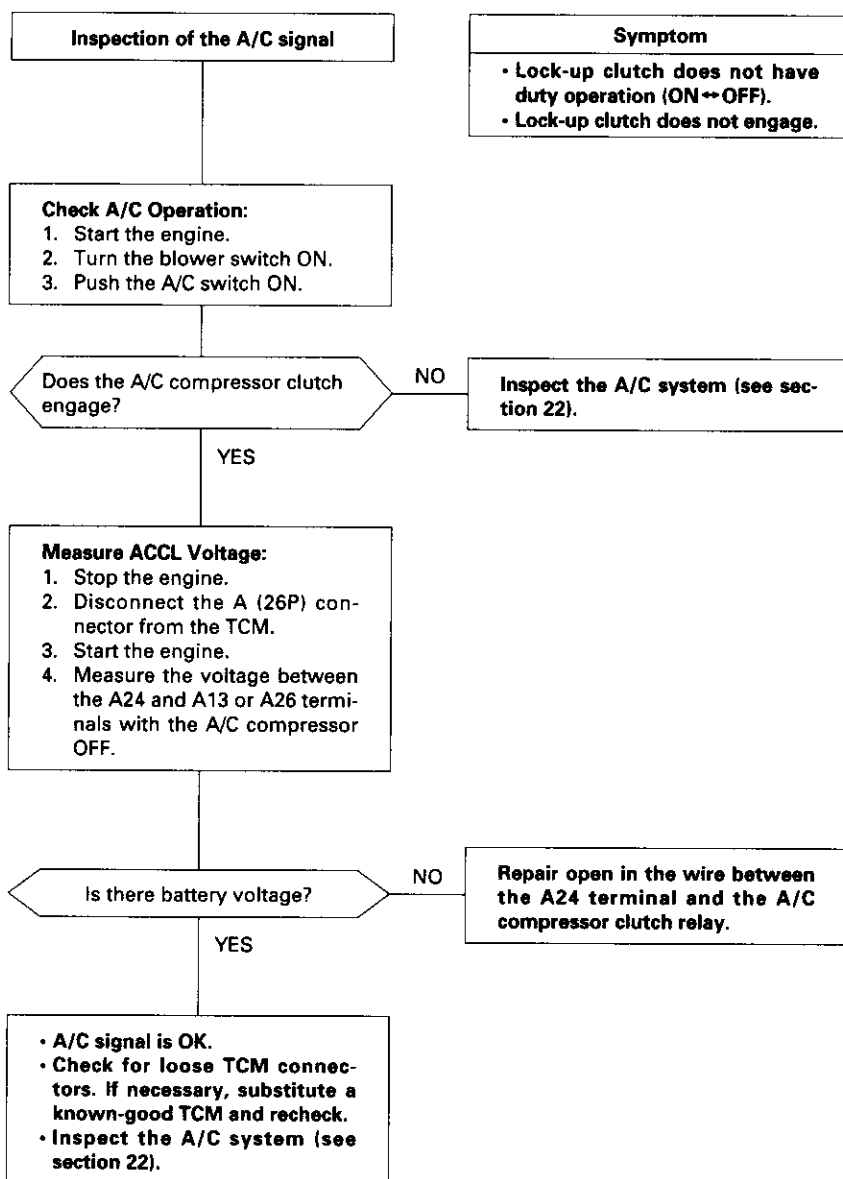 Inspection of the A/C signal
Symptom
• Lock-up clutch does not have
duty operation (ON↔OFF).
• Lock-up clutch does not engage.
Check A/C Operation:
1. Start the engine.
2. Turn the blower switch ON.
3. Push the A/C switch ON.
Does the A/C compressor clutch
engage?
NO
Inspect the A/C system (see sec-
tion 22).
YES
Measure ACCL Voltage:
1. Stop the engine.
2. Disconnect the A (26P) con-
nector from the TCM.
3. Start the engine.
4. Measure the voltage between
the A24 and A13 or A26 termi-
nals with the A/C compressor
OFF.
Is there battery voltage?
NO
Repair open in the wire between
the A24 terminal and the A/C
compressor clutch relay.
YES
• A/C signal is OK.
• Check for loose TCM connec-
tors. If necessary, substitute a
known-good TCM and recheck.
• Inspect the A/C system (see
section 22).